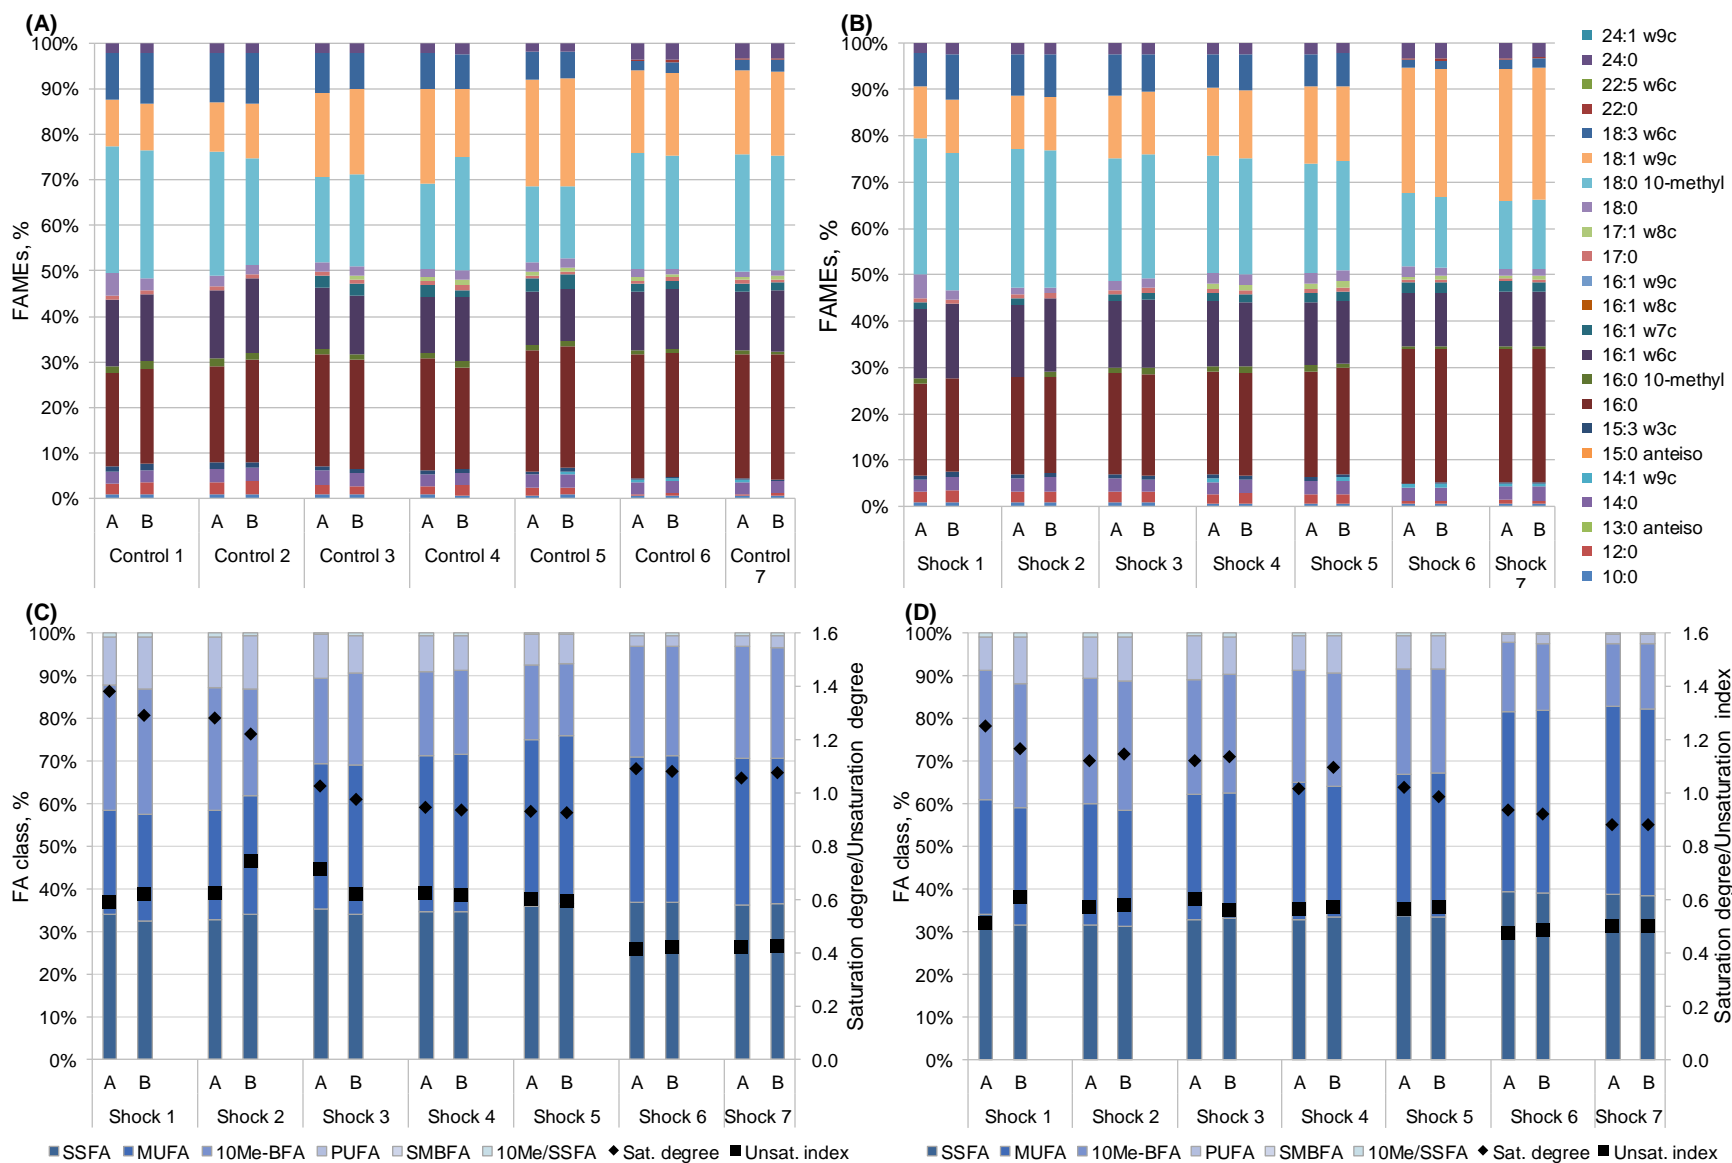 (A)
100%
90%
80%
70%
60%
50%
40%
30%
20%
10%
0%
FAMEs, %
A B A B A B A B A B A B A B
Control 1 Control 2 Control 3 Control 4 Control 5 Control 6 Control 7
(B)
100%
90%
80%
70%
60%
50%
40%
30%
20%
10%
0%
FAMEs, %
A B A B A B A B A B A B A B
Shock 1 Shock 2 Shock 3 Shock 4 Shock 5 Shock 6 Shock 7
24:1 w9c
24:0
22:5 w6c
22:0
18:3 w6c
18:1 w9c
18:0 10-methyl
18:0
17:1 w8c
17:0
16:1 w9c
16:1 w8c
16:1 w7c
16:1 w6c
16:0 10-methyl
16:0
15:3 w3c
15:0 anteiso
14:1 w9c
14:0
13:0 anteiso
12:0
10:0
(C)
100%
90%
80%
70%
60%
50%
40%
30%
20%
10%
0%
FA class, %
1.6
1.4
1.2
1.0
0.8
0.6
0.4
0.2
0.0
Saturation degree/Unsaturation degree
A B A B A B A B A B A B A B
Shock 1 Shock 2 Shock 3 Shock 4 Shock 5 Shock 6 Shock 7
SSFA MUFA 10Me-BFA PUFA SMBFA 10Me/SSFA Sat. degree Unsat. index
(D)
100%
90%
80%
70%
60%
50%
40%
30%
20%
10%
0%
FA class, %
1.6
1.4
1.2
1.0
0.8
0.6
0.4
0.2
0.0
Saturation degree/Unsaturation index
A B A B A B A B A B A B A B
Shock 1 Shock 2 Shock 3 Shock 4 Shock 5 Shock 6 Shock 7
SSFA MUFA 10Me-BFA PUFA SMBFA 10Me/SSFA Sat. degree Unsat. index